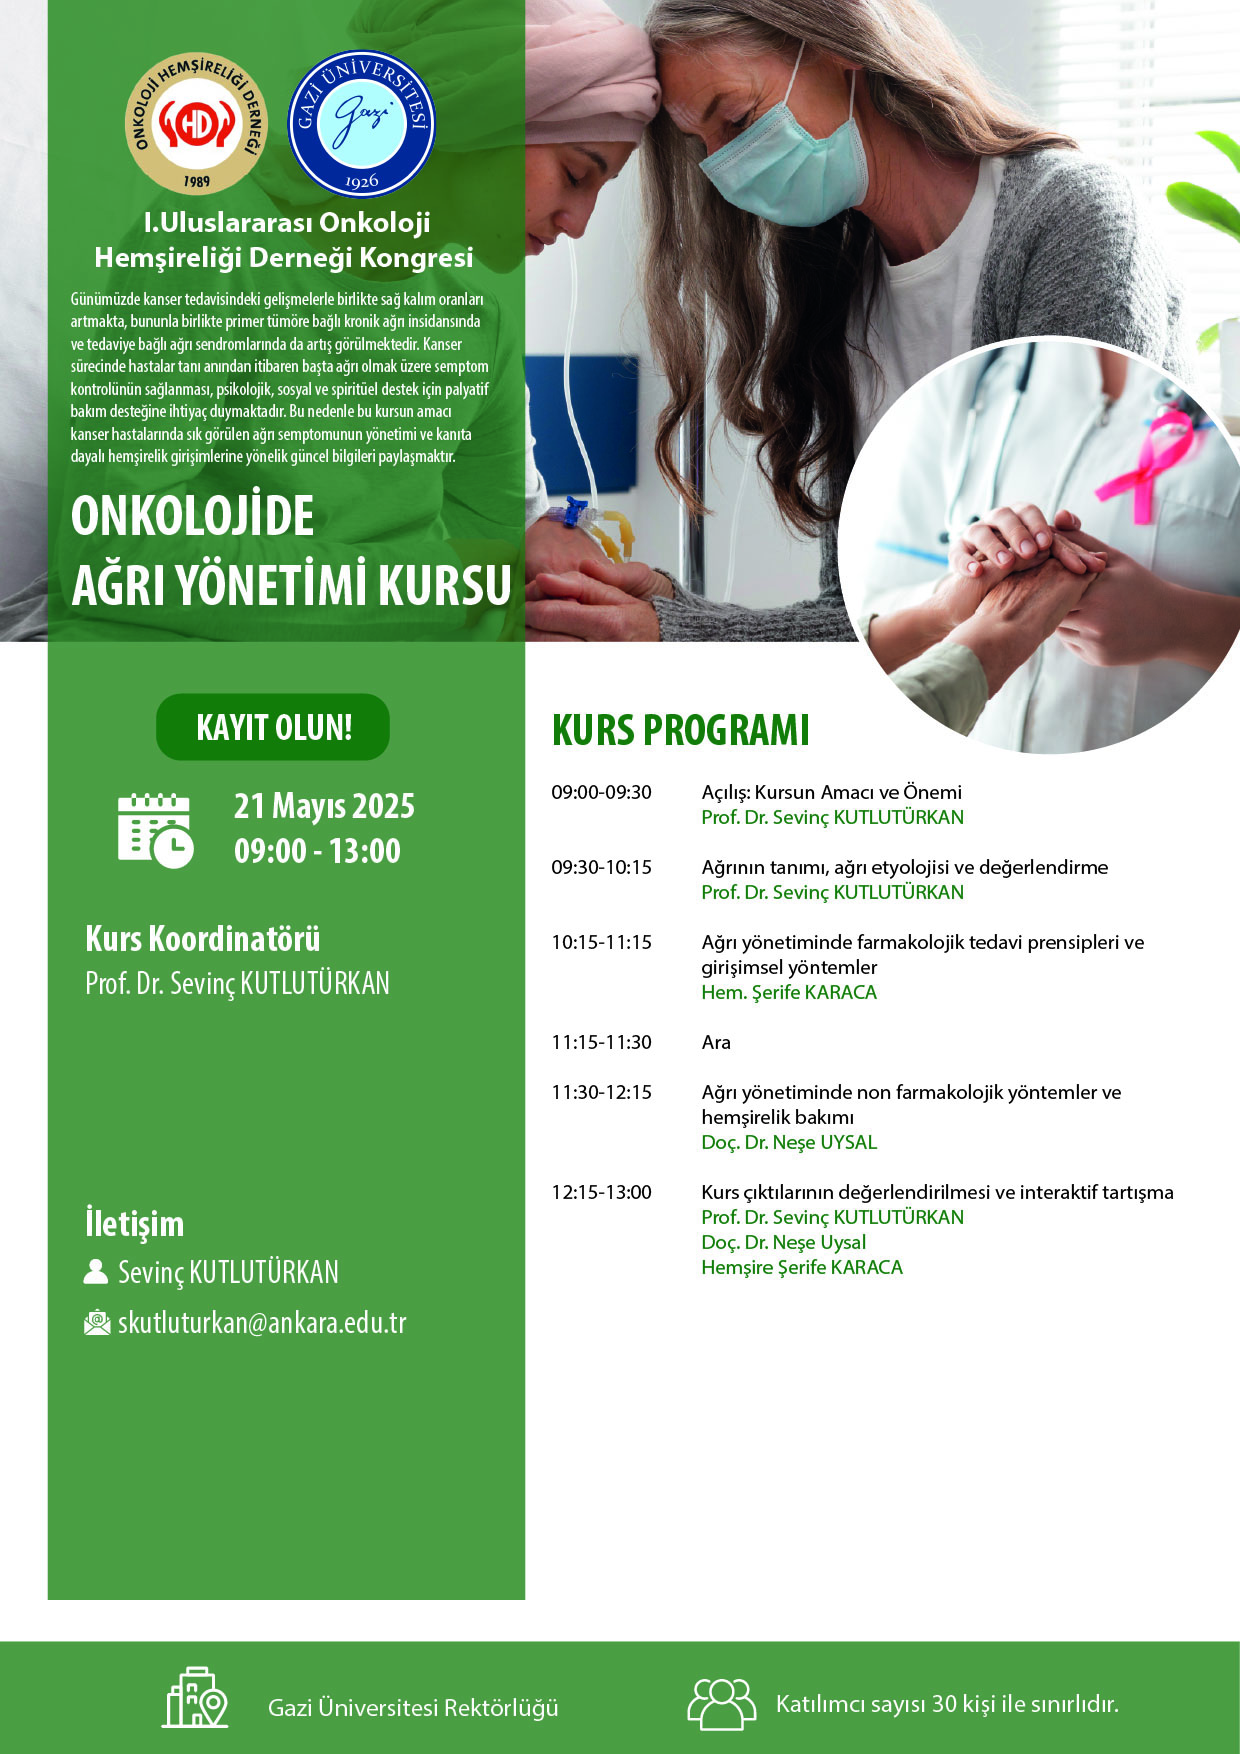 ONKOLOJİ HEMŞİRELİĞİ DERNEĞİ
HD
1989
GAZİ ÜNİVERSİTESİ
gazi
1926
I.Uluslararası Onkoloji
Hemşireliği Derneği Kongresi
Günümüzde kanser tedavisindeki gelişmelerle birlikte sağ kalım oranları
artmakta, bununla birlikte primer tümöre bağlı kronik ağrı insidansında
ve tedaviye bağlı ağrı sendromlarında da artış görülmektedir. Kanser
sürecinde hastalar tanı anından itibaren başta ağrı olmak üzere semptom
kontrolünün sağlanması, psikolojik, sosyal ve spiritüel destek için palyatif
bakım desteğine ihtiyaç duymaktadır. Bu nedenle bu kursun amacı
kanser hastalarında sık görülen ağrı semptomunun yönetimi ve kanıta
dayalı hemşirelik girişimlerine yönelik güncel bilgileri paylaşmaktır.
ONKOLOJİDE
AĞRI YÖNETİMİ KURSU
KAYIT OLUN!
21 Mayıs 2025
09:00 - 13:00
Kurs Koordinatörü
Prof. Dr. Sevinç KUTLUTÜRKAN
İletişim
Sevinç KUTLUTÜRKAN
skutluturkan@ankara.edu.tr
KURS PROGRAMI
09:00-09:30 Açılış: Kursun Amacı ve Önemi
Prof. Dr. Sevinç KUTLUTÜRKAN
09:30-10:15 Ağrının tanımı, ağrı etyolojisi ve değerlendirme
Prof. Dr. Sevinç KUTLUTÜRKAN
10:15-11:15 Ağrı yönetiminde farmakolojik tedavi prensipleri ve
girişimsel yöntemler
Hem. Şerife KARACA
11:15-11:30 Ara
11:30-12:15 Ağrı yönetiminde non farmakolojik yöntemler ve
hemşirelik bakımı
Doç. Dr. Neşe UYSAL
12:15-13:00 Kurs çıktılarının değerlendirilmesi ve interaktif tartışma
Prof. Dr. Sevinç KUTLUTÜRKAN
Doç. Dr. Neşe Uysal
Hemşire Şerife KARACA
Gazi Üniversitesi Rektörlüğü
Katılımcı sayısı 30 kişi ile sınırlıdır.